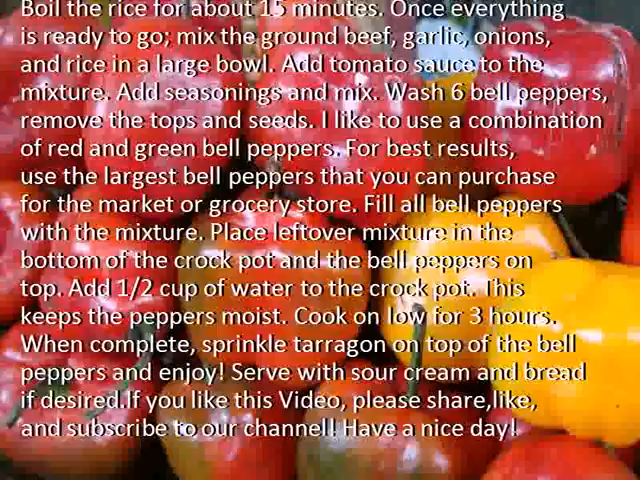 Boil the rice for about 15 minutes. Once everything
is ready to go; mix the ground beef, garlic, onions,
and rice in a large bowl. Add tomato sauce to the
mixture. Add seasonings and mix. Wash 6 bell peppers,
remove the tops and seeds. I like to use a combination
of red and green bell peppers. For best results,
use the largest bell peppers that you can purchase
for the market or grocery store. Fill all bell peppers
with the mixture. Place leftover mixture in the
bottom of the crock pot and the bell peppers on
top. Add 1/2 cup of water to the crock pot. This
keeps the peppers moist. Cook on low for 3 hours.
When complete, sprinkle tarragon on top of the bell
peppers and enjoy! Serve with sour cream and bread
if desired.If you like this Video, please share,like,
and subscribe to our channel! Have a nice day!